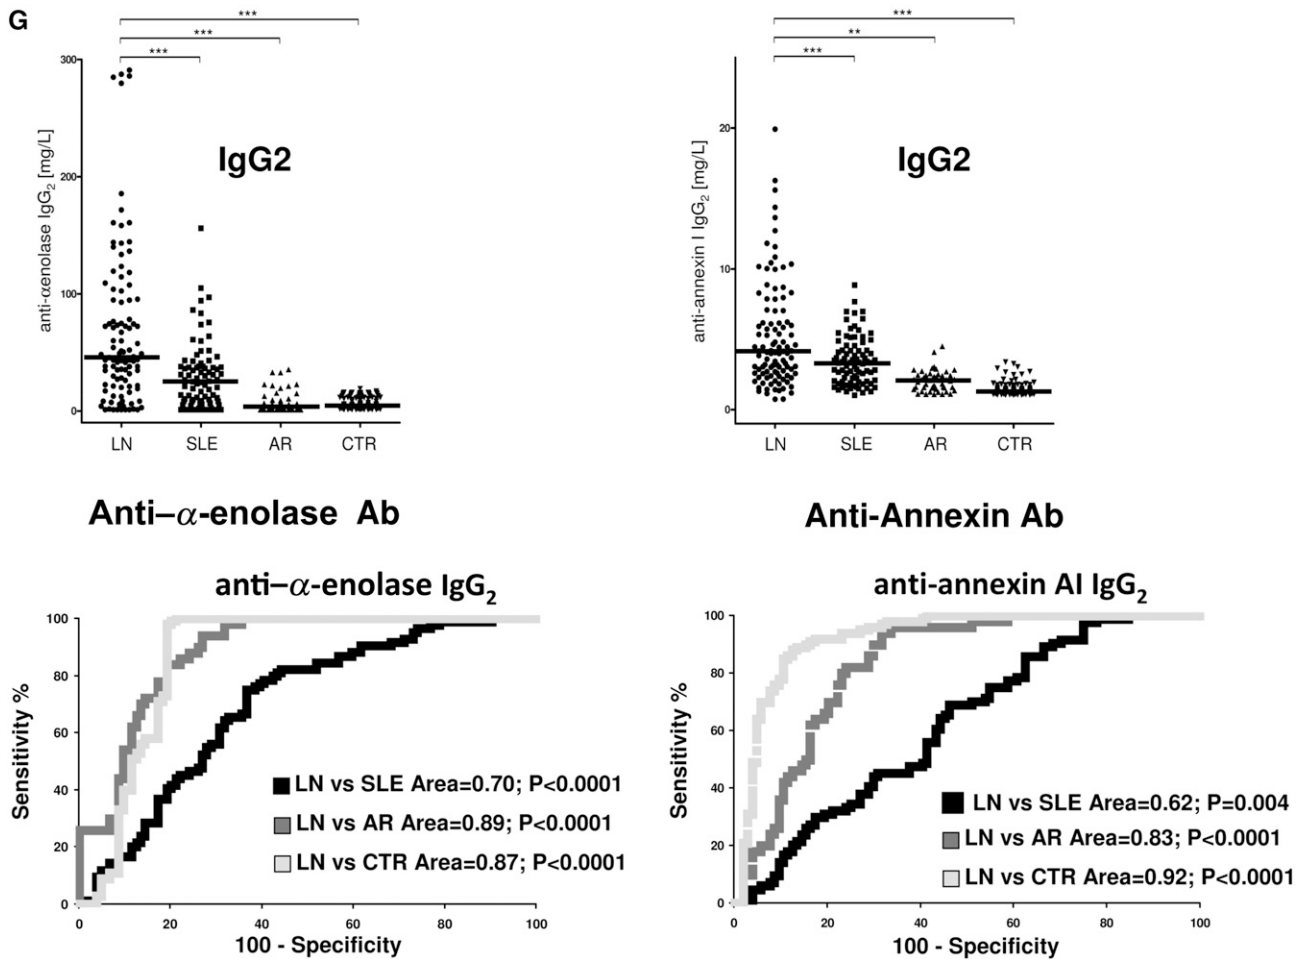 G
***
***
***
300
200
100
0
anti-αenolase IgG2 [mg/L]
IgG2
LN SLE AR CTR
***
**
***
20
10
0
anti-annexin I IgG2 [mg/L]
IgG2
LN SLE AR CTR
Anti–α-enolase Ab
Anti-Annexin Ab
anti–α-enolase IgG2
100
80
60
40
20
0
Sensitivity %
LN vs SLE Area=0.70; P<0.0001
LN vs AR Area=0.89; P<0.0001
LN vs CTR Area=0.87; P<0.0001
0 20 40 60 80 100
100 - Specificity
anti-annexin AI IgG2
100
80
60
40
20
0
Sensitivity %
LN vs SLE Area=0.62; P=0.004
LN vs AR Area=0.83; P<0.0001
LN vs CTR Area=0.92; P<0.0001
0 20 40 60 80 100
100 - Specificity